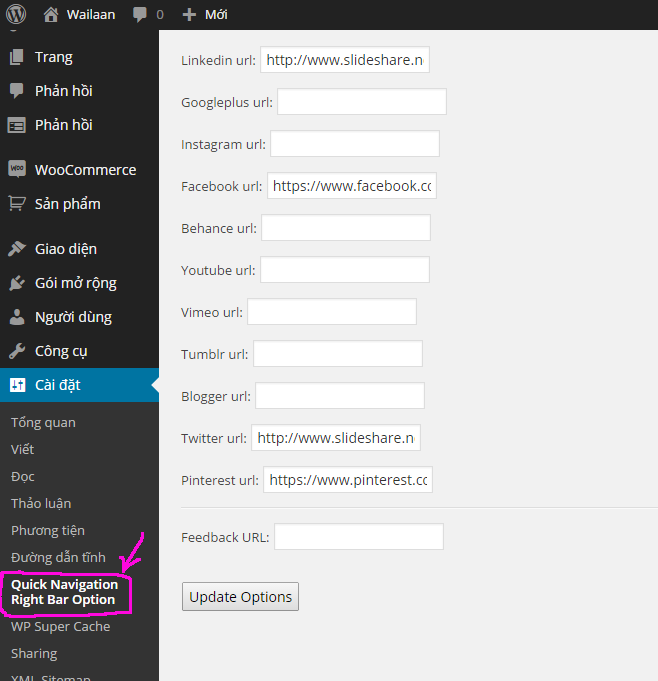 Wailaan
0
Mới
Trang
Phản hồi
Phản hồi
WooCommerce
Sản phẩm
Giao diện
Gói mở rộng
Người dùng
Công cụ
Cài đặt
Tổng quan
Viết
Đọc
Thảo luận
Phương tiện
Đường dẫn tĩnh
Quick Navigation
Right Bar Option
WP Super Cache
Sharing
XML Sitemap
Linkedin url: http://www.slideshare.n
Googleplus url:
Instagram url:
Facebook url: https://www.facebook.co
Behance url:
Youtube url:
Vimeo url:
Tumblr url:
Blogger url:
Twitter url: http://www.slideshare.n
Pinterest url: https://www.pinterest.co
Feedback URL:
Update Options